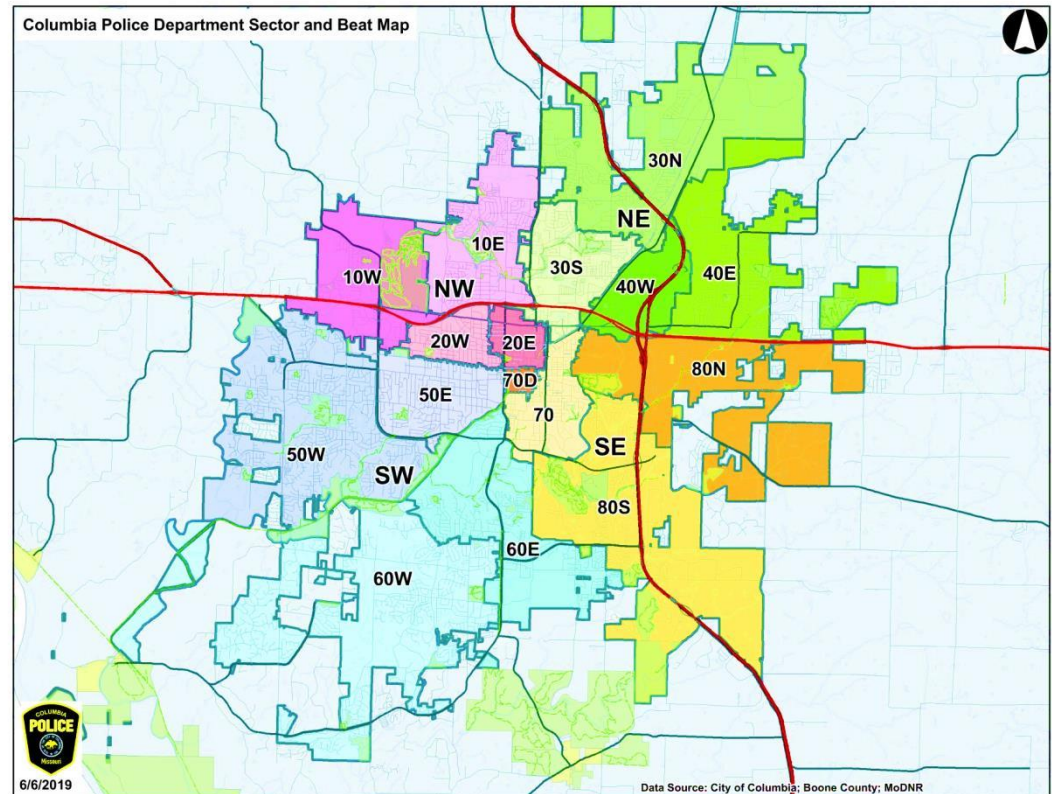 Columbia Police Department Sector and Beat Map
30N
NE
10E
30S
10W
NW
40W
40E
20W
20E
80N
70D
50E
70
50W
SW
SE
80S
60E
60W
COLUMBIA
POLICE
Missouri
6/6/2019
Data Source: City of Columbia; Boone County; MoDNR